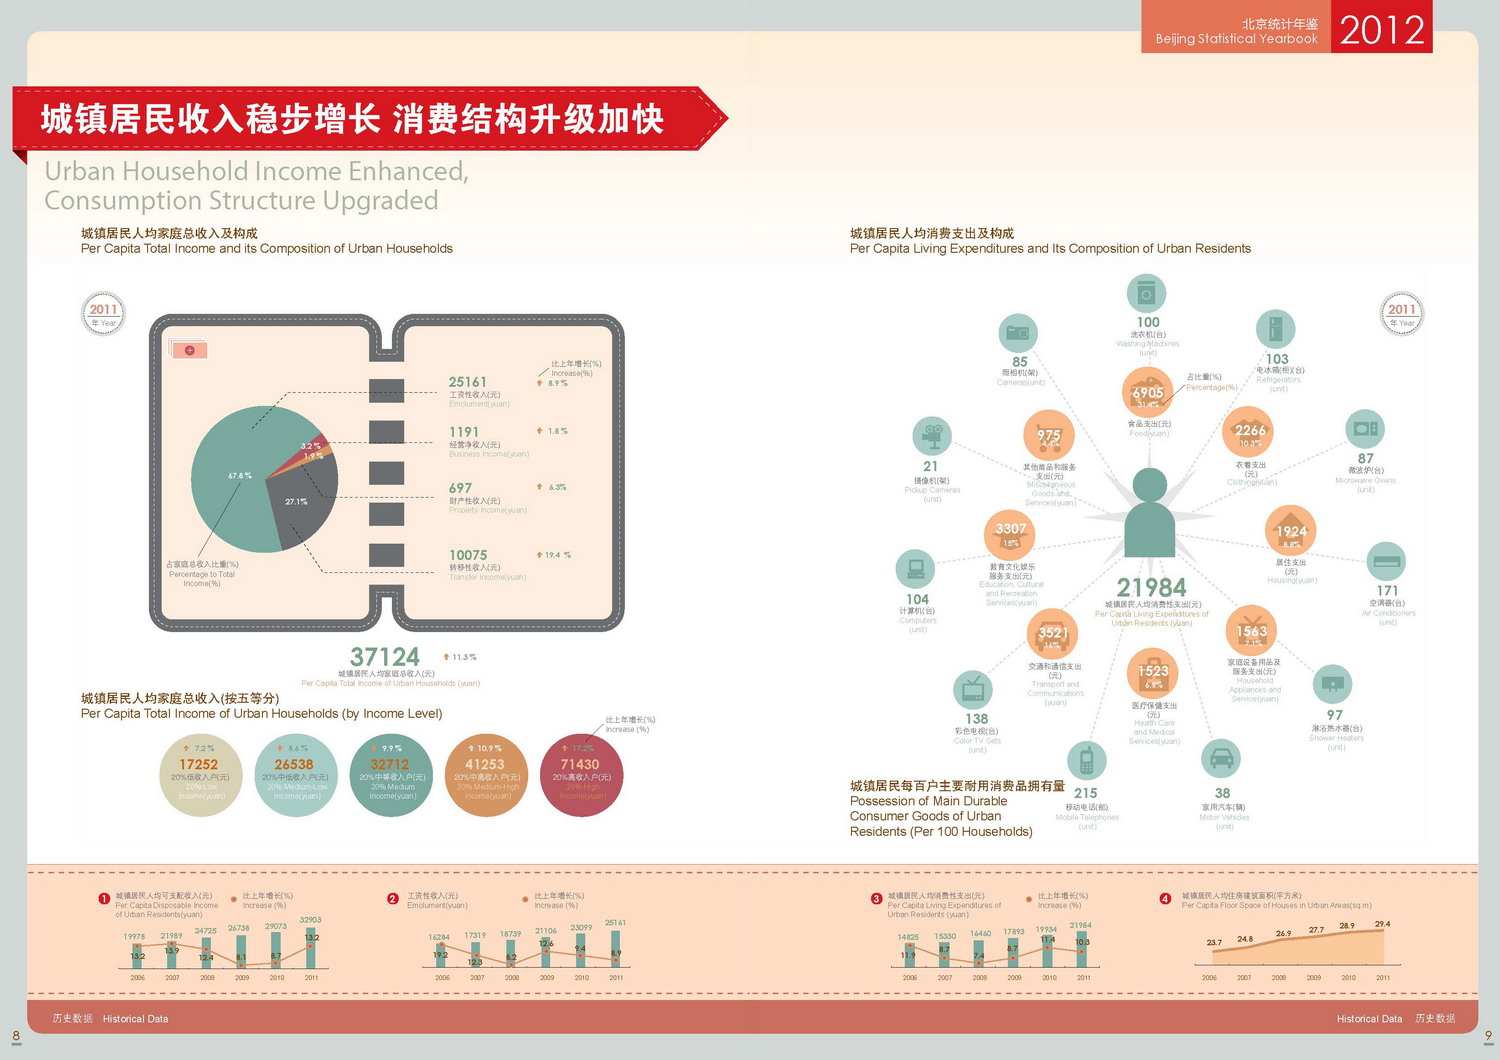 北京统计年鉴
Beijing Statistical Yearbook
2012
城镇居民收入稳步增长 消费结构升级加快
Urban Household Income Enhanced,
Consumption Structure Upgraded
城镇居民人均家庭总收入及构成
Per Capita Total Income and its Composition of Urban Households
2011
年 Year
比上年增长(%)
Increase(%)
25161
8.9 %
工资性收入(元)
Emolument(yuan)
1191
1.8 %
经营净收入(元)
Business Income(yuan)
697
6.3%
财产性收入(元)
Property Income(yuan)
10075
19.4 %
转移性收入(元)
Transfer Income(yuan)
3.2 %
1.9 %
67.8 %
27.1%
占家庭总收入比重(%)
Percentage to Total
Income(%)
37124
11.3 %
城镇居民人均家庭总收入(元)
Per Capita Total Income of Urban Households (yuan)
城镇居民人均家庭总收入(按五等分)
Per Capita Total Income of Urban Households (by Income Level)
比上年增长(%)
Increase (%)
7.2 %
17252
20%低收入户(元)
20% Low
Income(yuan)
8.6 %
26538
20%中低收入户(元)
20% Medium-Low
Income(yuan)
9.9 %
32712
20%中等收入户(元)
20% Medium
Income(yuan)
10.9 %
41253
20%中高收入户(元)
20% Medium-High
Income(yuan)
17.2%
71430
20%高收入户(元)
20% High
Income(yuan)
城镇居民人均消费支出及构成
Per Capita Living Expenditures and Its Composition of Urban Residents
2011
年 Year
100
洗衣机(台)
Washing Machines
(unit)
85
照相机(架)
Cameras(unit)
103
电冰箱(柜)(台)
Refrigerators
(unit)
占比重(%)
Percentage(%)
6905
31.4%
食品支出(元)
Food(yuan)
975
其他商品和服务
支出(元)
Miscellaneous
Goods and
Services(yuan)
2266
10.3%
衣着支出
(元)
Clothing(yuan)
21
摄像机(架)
Pickup Cameras
(unit)
87
微波炉(台)
Microwave Ovens
(unit)
3307
15%
教育文化娱乐
服务支出(元)
Education, Cultural
and Recreation
Services(yuan)
1924
8.8%
居住支出
(元)
Housing(yuan)
104
计算机(台)
Computers
(unit)
171
空调器(台)
Air Conditioners
(unit)
21984
城镇居民人均消费性支出(元)
Per Capita Living Expenditures of
Urban Residents (yuan)
3521
16%
交通和通信支出
(元)
Transport and
Communications
(yuan)
1563
7.1%
家庭设备用品及
服务支出(元)
Household
Appliances and
Service(yuan)
1523
6.9%
医疗保健支出
(元)
Health Care
and Medical
Services(yuan)
138
彩色电视(台)
Color TV Sets
(unit)
97
淋浴热水器(台)
Shower Heaters
(unit)
215
移动电话(部)
Mobile Telephones
(unit)
38
家用汽车(辆)
Motor Vehicles
(unit)
城镇居民每百户主要耐用消费品拥有量
Possession of Main Durable
Consumer Goods of Urban
Residents (Per 100 Households)
1
城镇居民人均可支配收入(元)
Per Capita Disposable Income
of Urban Residents(yuan)
比上年增长(%)
Increase (%)
19978 21989 24725 26738 29073 32903
13.2 13.9 12.4 8.1 8.7 13.2
2006 2007 2008 2009 2010 2011
2
工资性收入(元)
Emolument(yuan)
比上年增长(%)
Increase (%)
16284 17319 18739 21106 23099 25161
19.2 12.3 8.2 12.6 9.4 8.9
2006 2007 2008 2009 2010 2011
3
城镇居民人均消费性支出(元)
Per Capita Living Expenditures of
Urban Residents (yuan)
比上年增长(%)
Increase (%)
14825 15330 16460 17893 19934 21984
11.9 8.7 7.4 8.7 11.4 10.3
2006 2007 2008 2009 2010 2011
4
城镇居民人均住房建筑面积(平方米)
Per Capita Floor Space of Houses in Urban Areas(sq m)
23.7 24.8 26.9 27.7 28.9 29.4
2006 2007 2008 2009 2010 2011
历史数据 Historical Data
Historical Data 历史数据
8
9